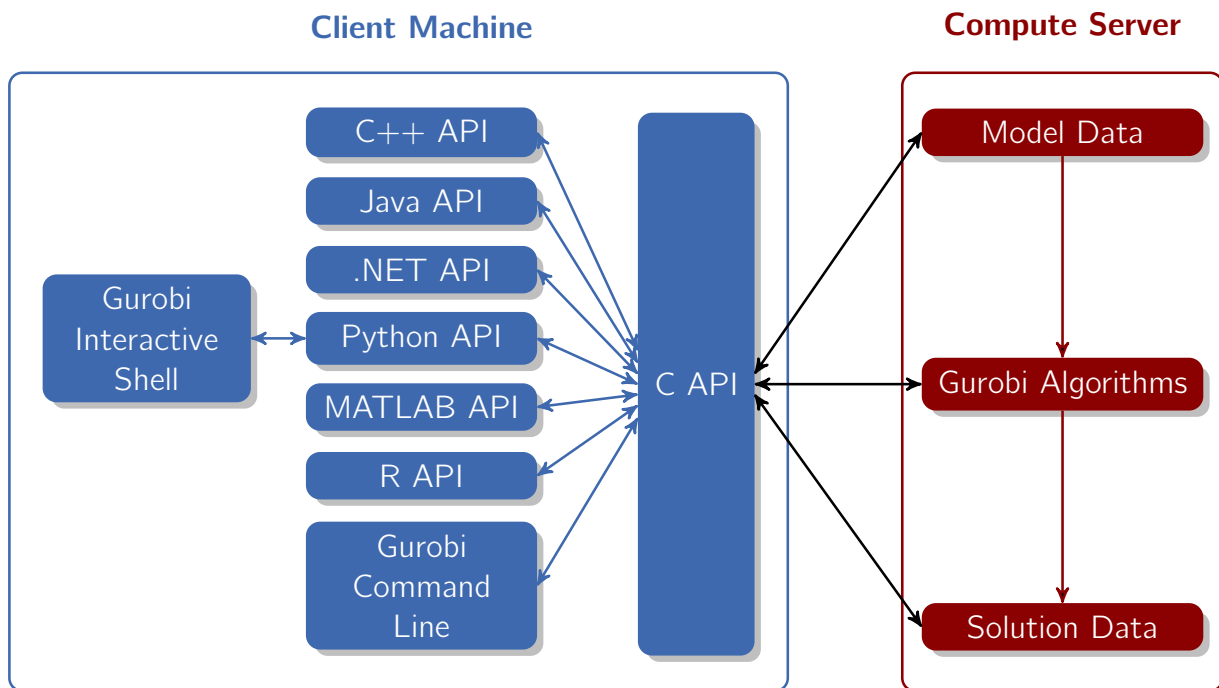 Client Machine
Compute Server
C++ API
Java API
.NET API
Python API
MATLAB API
R API
Gurobi
Command
Line
Gurobi
Interactive
Shell
C API
Model Data
Gurobi Algorithms
Solution Data